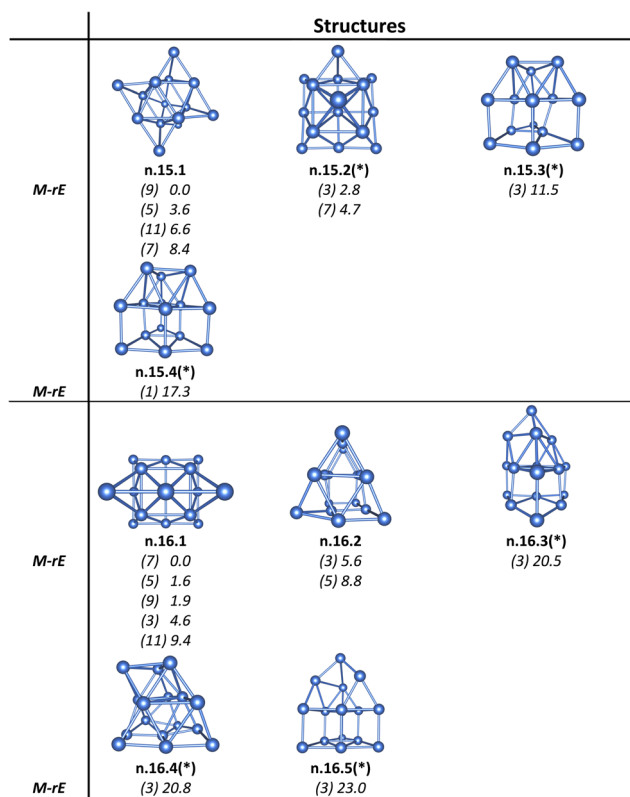 Structures
n.15.1 n.15.2(*) n.15.3(*)
M-rE (9) 0.0 (3) 2.8 (3) 11.5
(5) 3.6 (7) 4.7
(11) 6.6
(7) 8.4
n.15.4(*)
M-rE (1) 17.3
n.16.1 n.16.2 n.16.3(*)
M-rE (7) 0.0 (3) 5.6 (3) 20.5
(5) 1.6 (5) 8.8
(9) 1.9
(3) 4.6
(11) 9.4
n.16.4(*) n.16.5(*)
M-rE (3) 20.8 (3) 23.0